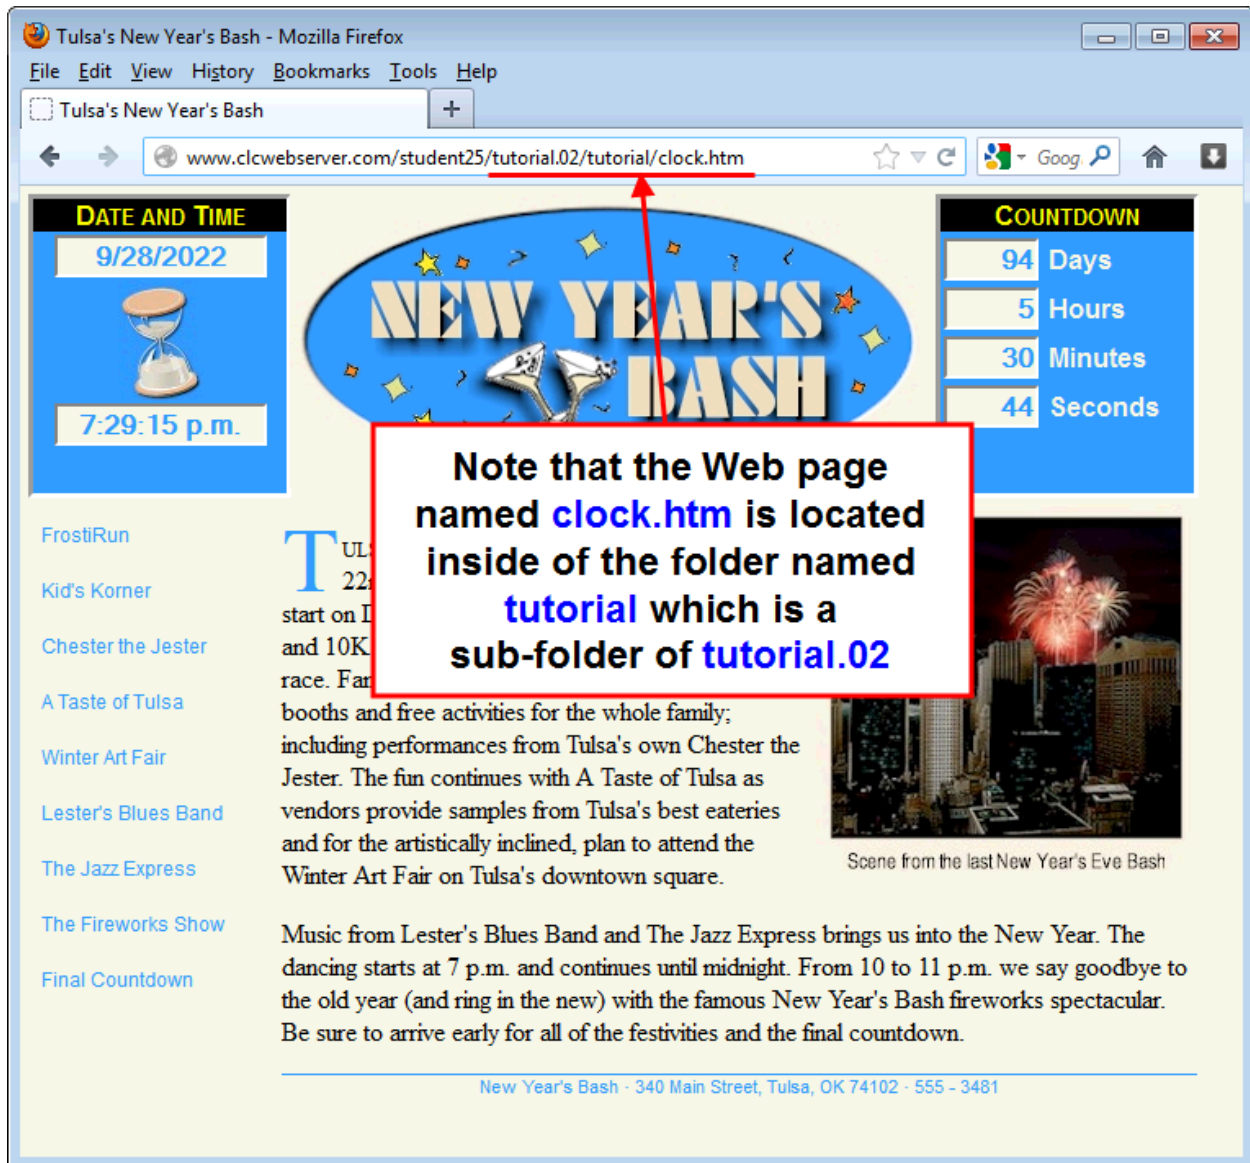 Tulsa's New Year's Bash - Mozilla Firefox
File Edit View History Bookmarks Tools Help
Tulsa's New Year's Bash
+
www.clcwebserver.com/student25/tutorial.02/tutorial/clock.htm
Goog
DATE AND TIME
9/28/2022
7:29:15 p.m.
NEW YEAR'S
BASH
COUNTDOWN
94 Days
5 Hours
30 Minutes
44 Seconds
Note that the Web page
named clock.htm is located
inside of the folder named
tutorial which is a
sub-folder of tutorial.02
FrostiRun
Kid's Korner
Chester the Jester
A Taste of Tulsa
Winter Art Fair
Lester's Blues Band
The Jazz Express
The Fireworks Show
Final Countdown
start on
and 10K
race.
booths and free activities for the whole family;
including performances from Tulsa's own Chester the
Jester. The fun continues with A Taste of Tulsa as
vendors provide samples from Tulsa's best eateries
and for the artistically inclined, plan to attend the
Winter Art Fair on Tulsa's downtown square.
Scene from the last New Year's Eve Bash
Music from Lester's Blues Band and The Jazz Express brings us into the New Year. The
dancing starts at 7 p.m. and continues until midnight. From 10 to 11 p.m. we say goodbye to
the old year (and ring in the new) with the famous New Year's Bash fireworks spectacular.
Be sure to arrive early for all of the festivities and the final countdown.
New Year's Bash · 340 Main Street, Tulsa, OK 74102 · 555 - 3481